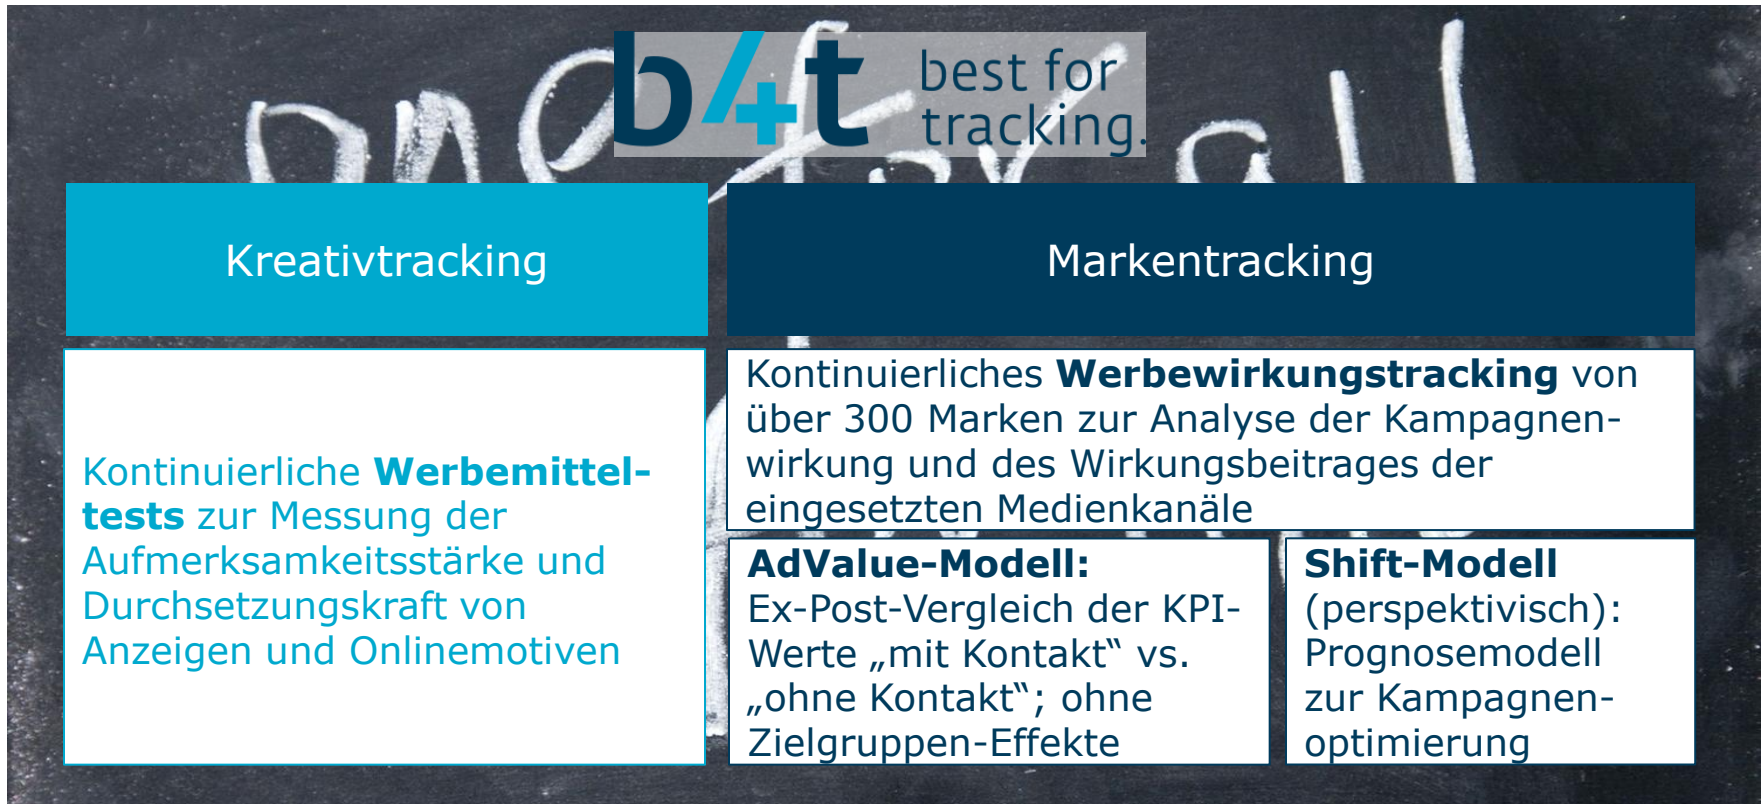 one for all
b4t best for
tracking.
Kreativtracking
Markentracking
Kontinuierliche Werbemittel-
tests zur Messung der
Aufmerksamkeitsstärke und
Durchsetzungskraft von
Anzeigen und Onlinemotiven
Kontinuierliches Werbewirkungstracking von
über 300 Marken zur Analyse der Kampagnen-
wirkung und des Wirkungsbeitrages der
eingesetzten Medienkanäle
AdValue-Modell:
Ex-Post-Vergleich der KPI-
Werte „mit Kontakt“ vs.
„ohne Kontakt“; ohne
Zielgruppen-Effekte
Shift-Modell
(perspektivisch):
Prognosemodell
zur Kampagnen-
optimierung